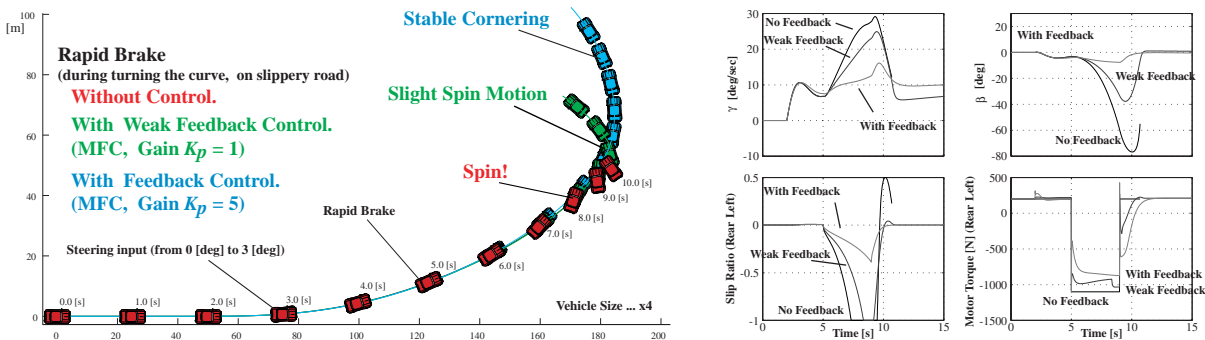 100
[m]
80
60
40
20
0
Rapid Brake
(during turning the curve, on slippery road)
Without Control.
With Weak Feedback Control.
(MFC, Gain Kp = 1)
With Feedback Control.
(MFC, Gain Kp = 5)
Stable Cornering
Slight Spin Motion
Spin!
Rapid Brake
Steering input (from 0 [deg] to 3 [deg])
0.0 [s]
1.0 [s]
2.0 [s]
3.0 [s]
4.0 [s]
5.0 [s]
6.0 [s]
7.0 [s]
8.0 [s]
9.0 [s]
10.0 [s]
Vehicle Size ... x4
0 20 40 60 80 100 120 140 160 180 200
γ [deg/sec]
30
20
10
0
-10
No Feedback
Weak Feedback
With Feedback
β [deg]
20
0
-20
-40
-60
-80
With Feedback
Weak Feedback
No Feedback
Slip Ratio (Rear Left)
0.5
0
-0.5
-1
With Feedback
Weak Feedback
No Feedback
0 5 10 15
Time [s]
Motor Torque [N] (Rear Left)
500
0
-500
-1000
-1500
With Feedback
Weak Feedback
No Feedback
0 5 10 15
Time [s]